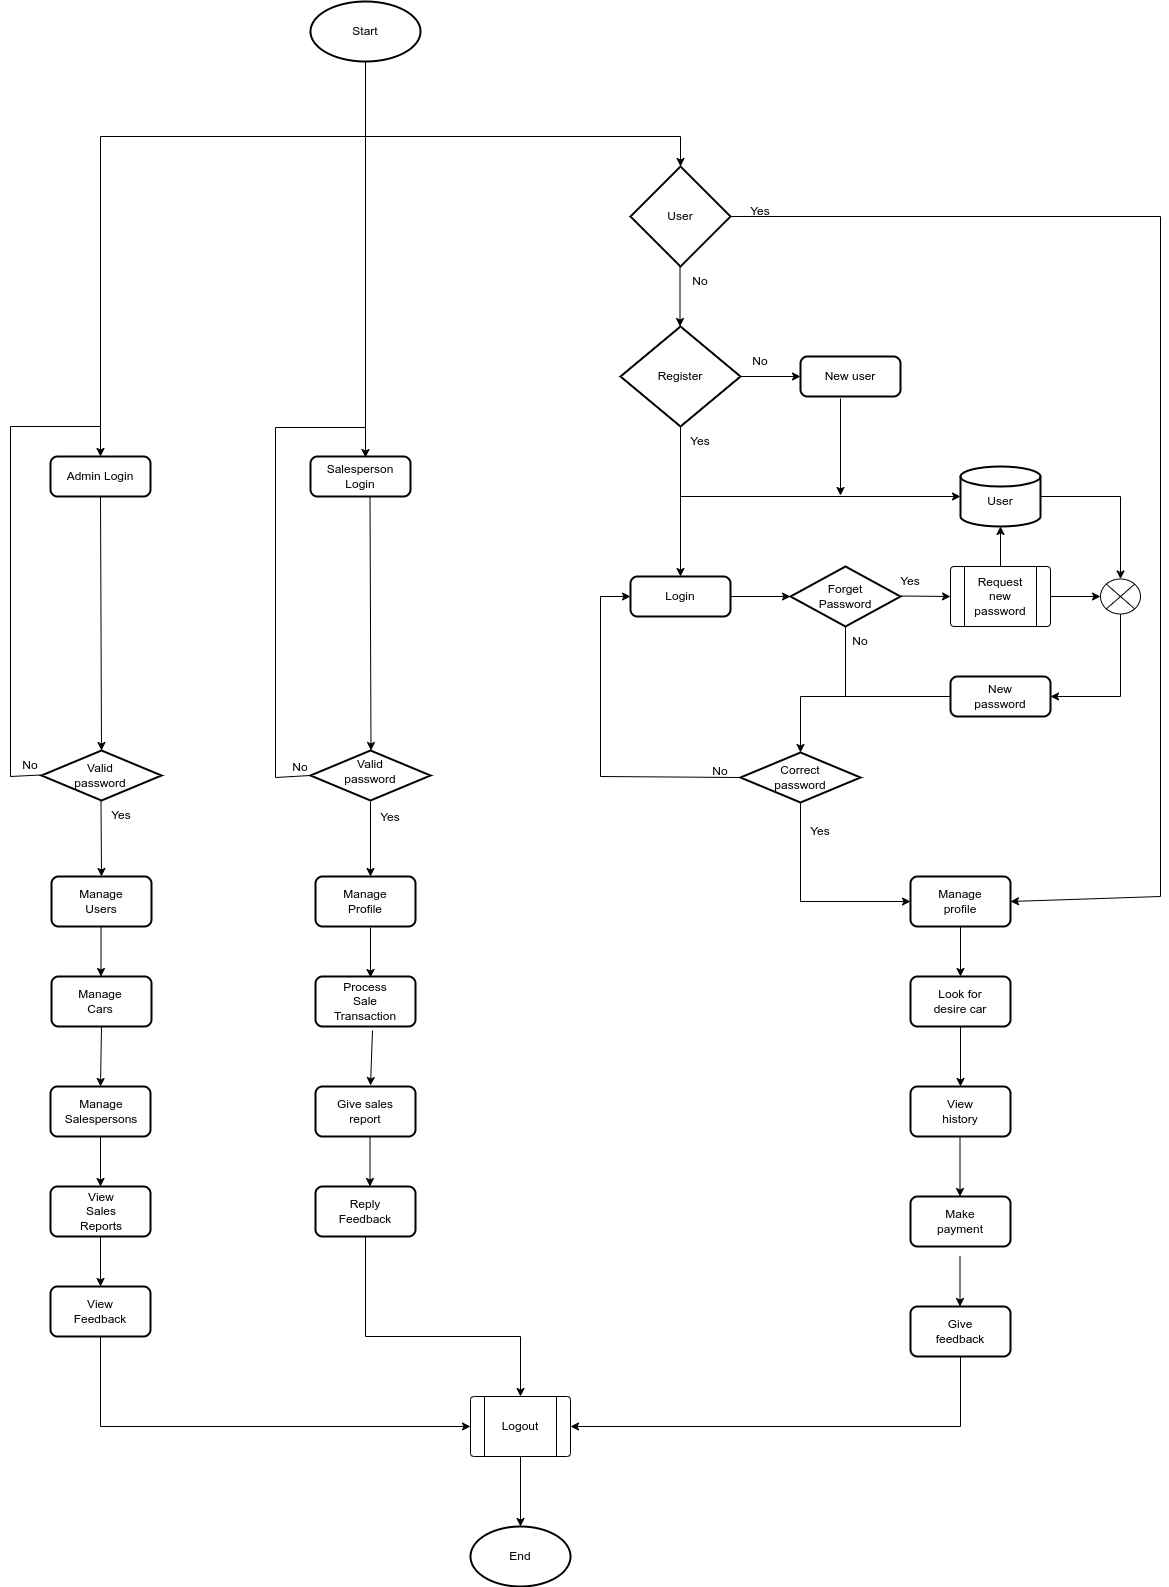 Start
User
Yes
No
Register
No
New user
Yes
Admin Login
Salesperson
Login
User
Login
Forget
Password
Yes
Request
new
password
No
New
password
No
Valid
password
Yes
No
Valid
password
Yes
No
Correct
password
Yes
Manage
Users
Manage
Profile
Manage
profile
Manage
Cars
Process
Sale
Transaction
Look for
desire car
Manage
Salespersons
Give sales
report
View
history
View
Sales
Reports
Reply
Feedback
Make
payment
View
Feedback
Give
feedback
Logout
End